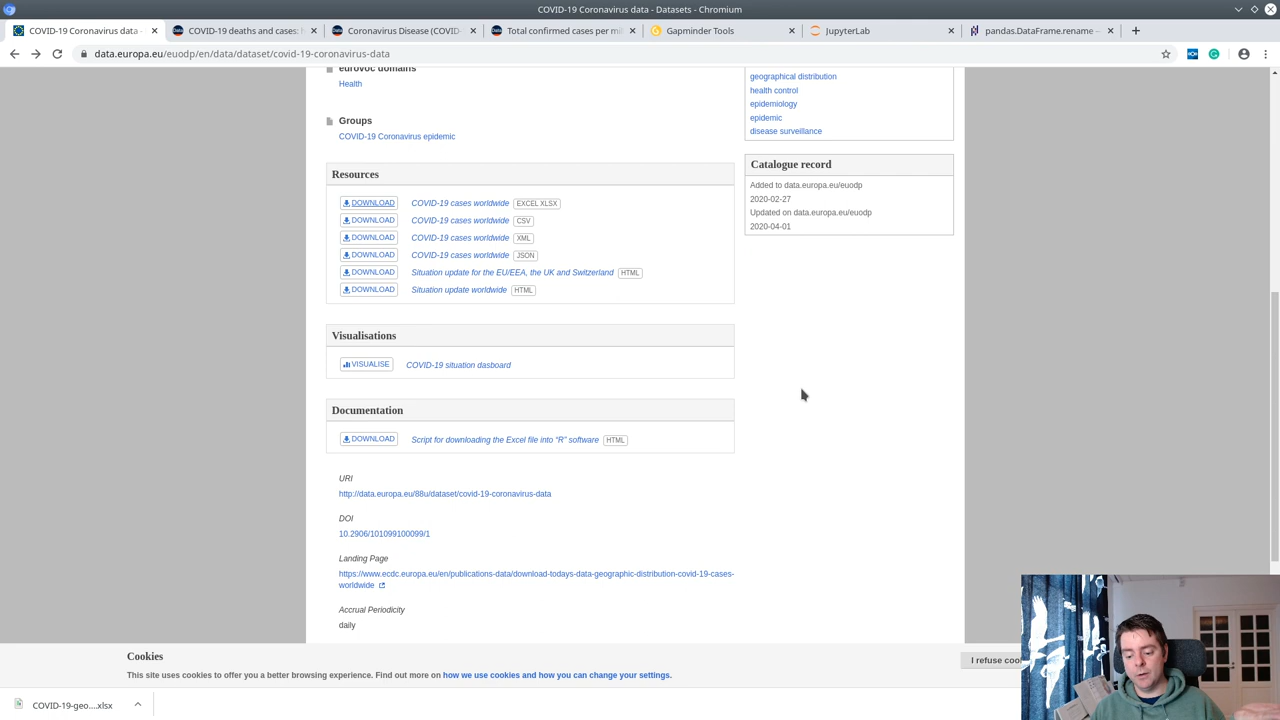 COVID-19 Coronavirus data - Datasets - Chromium
COVID-19 Coronavirus data -
COVID-19 deaths and cases: h
Coronavirus Disease (COVID-
Total confirmed cases per mil
Gapminder Tools
JupyterLab
pandas.DataFrame.rename —
data.europa.eu/euodp/en/data/dataset/covid-19-coronavirus-data
eurovoc domains
Health
Groups
COVID-19 Coronavirus epidemic
Resources
DOWNLOAD COVID-19 cases worldwide EXCEL XLSX
DOWNLOAD COVID-19 cases worldwide CSV
DOWNLOAD COVID-19 cases worldwide XML
DOWNLOAD COVID-19 cases worldwide JSON
DOWNLOAD Situation update for the EU/EEA, the UK and Switzerland HTML
DOWNLOAD Situation update worldwide HTML
Visualisations
VISUALISE COVID-19 situation dasboard
Documentation
DOWNLOAD Script for downloading the Excel file into “R” software HTML
URI
http://data.europa.eu/88u/dataset/covid-19-coronavirus-data
DOI
10.2906/101099100099/1
Landing Page
https://www.ecdc.europa.eu/en/publications-data/download-todays-data-geographic-distribution-covid-19-cases-
worldwide
Accrual Periodicity
daily
geographical distribution
health control
epidemiology
epidemic
disease surveillance
Catalogue record
Added to data.europa.eu/euodp
2020-02-27
Updated on data.europa.eu/euodp
2020-04-01
Cookies
This site uses cookies to offer you a better browsing experience. Find out more on how we use cookies and how you can change your settings.
I refuse cook
COVID-19-geo....xlsx